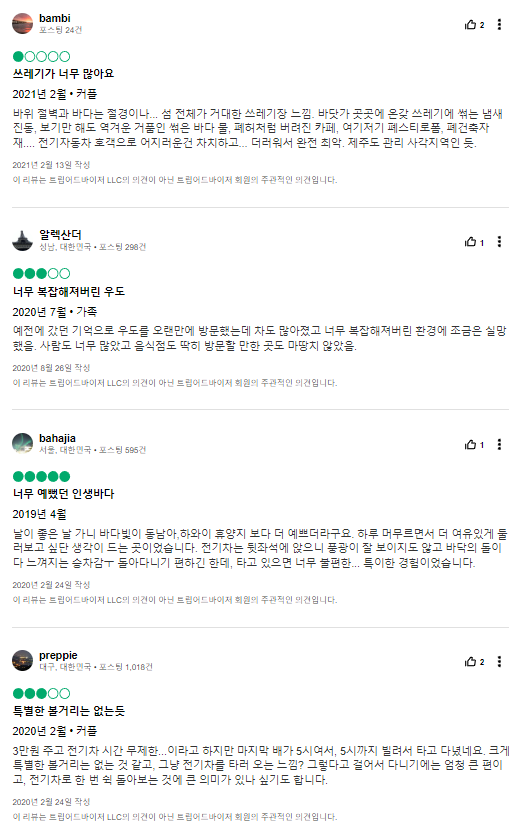 bambi
포스팅 24건
2
쓰레기가 너무 많아요
2021년 2월 • 커플
바위 절벽과 바다는 절경이나... 섬 전체가 거대한 쓰레기장 느낌. 바닷가 곳곳에 온갖 쓰레기에 썪는 냄새
진동, 보기만 해도 역겨운 거품인 썪은 바다 물, 폐허처럼 버려진 카페, 여기저기 폐스티로폼, 폐건축자
재.... 전기자동차 호객으로 어지러운건 차치하고... 더러워서 완전 최악. 제주도 관리 사각지역인 듯.
2021년 2월 13일 작성
이 리뷰는 트립어드바이저 LLC의 의견이 아닌 트립어드바이저 회원의 주관적인 의견입니다.
알렉산더
성남, 대한민국 • 포스팅 298건
1
너무 복잡해져버린 우도
2020년 7월 • 가족
예전에 갔던 기억으로 우도를 오랜만에 방문했는데 차도 많아졌고 너무 복잡해져버린 환경에 조금은 실망
했음. 사람도 너무 많았고 음식점도 딱히 방문할 만한 곳도 마땅치 않았음.
2020년 8월 26일 작성
이 리뷰는 트립어드바이저 LLC의 의견이 아닌 트립어드바이저 회원의 주관적인 의견입니다.
bahajia
서울, 대한민국 • 포스팅 595건
1
너무 예뻤던 인생바다
2019년 4월
날이 좋은 날 가니 바다빛이 동남아,하와이 휴양지 보다 더 예쁘더라구요. 하루 머무르면서 더 여유있게 둘
러보고 싶단 생각이 드는 곳이었습니다. 전기차는 뒷좌석에 앉으니 풍광이 잘 보이지도 않고 바닥의 돌이
다 느껴지는 승차감ㅜ 돌아다니기 편하긴 한데, 타고 있으면 너무 불편한... 특이한 경험이었습니다.
2020년 2월 24일 작성
이 리뷰는 트립어드바이저 LLC의 의견이 아닌 트립어드바이저 회원의 주관적인 의견입니다.
preppie
대구, 대한민국 • 포스팅 1,018건
2
특별한 볼거리는 없는듯
2020년 2월 • 커플
3만원 주고 전기차 시간 무제한...이라고 하지만 마지막 배가 5시여서, 5시까지 빌려서 타고 다녔네요. 크게
특별한 볼거리는 없는 것 같고, 그냥 전기차를 타러 오는 느낌? 그렇다고 걸어서 다니기에는 엄청 큰 편이
고, 전기차로 한 번 쉭 돌아보는 것에 큰 의미가 있나 싶기도 합니다.
2020년 2월 24일 작성
이 리뷰는 트립어드바이저 LLC의 의견이 아닌 트립어드바이저 회원의 주관적인 의견입니다.